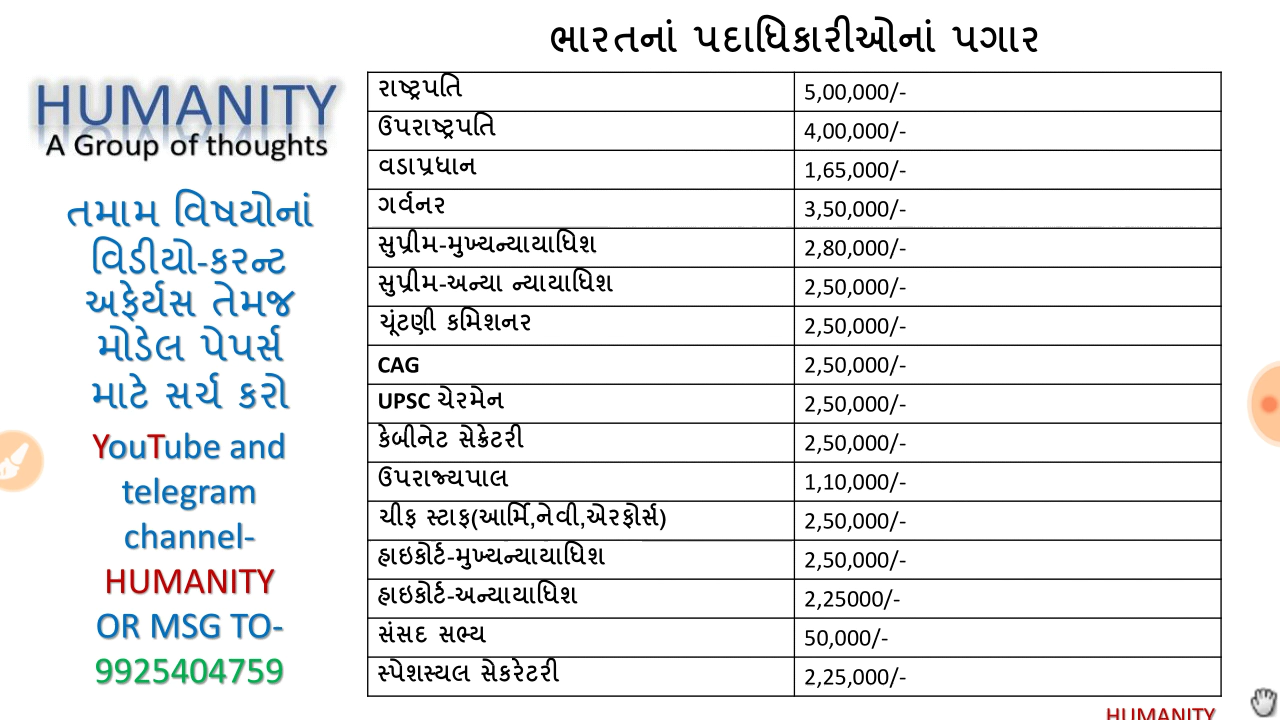 ભારતનાં પદાધિકારીઓનાં પગાર
HUMANITY
A Group of thoughts
તમામ વિષયોનાં
વિડીયો-કરન્ટ
અફેર્યસ તેમજ
મોડેલ પેપર્સ
માટે સર્ચ કરો
YouTube and
telegram
channel-
HUMANITY
OR MSG TO-
9925404759
રાષ્ટ્રપતિ 5,00,000/-
ઉપરાષ્ટ્રપતિ 4,00,000/-
વડાપ્રધાન 1,65,000/-
ગર્વનર 3,50,000/-
સુપ્રીમ-મુખ્યન્યાયાધિશ 2,80,000/-
સુપ્રીમ-અન્યા ન્યાયાધિશ 2,50,000/-
ચૂંટણી કમિશનર 2,50,000/-
CAG 2,50,000/-
UPSC ચેરમેન 2,50,000/-
કેબીનેટ સેક્રેટરી 2,50,000/-
ઉપરાજ્યપાલ 1,10,000/-
ચીફ સ્ટાફ(આર્મિ,નેવી,એરફોર્સ) 2,50,000/-
હાઇકોર્ટ-મુખ્યન્યાયાધિશ 2,50,000/-
હાઇકોર્ટ-અન્યાયાધિશ 2,25000/-
સંસદ સભ્ય 50,000/-
સ્પેશસ્યલ સેકરેટરી 2,25,000/-
HUMANITY